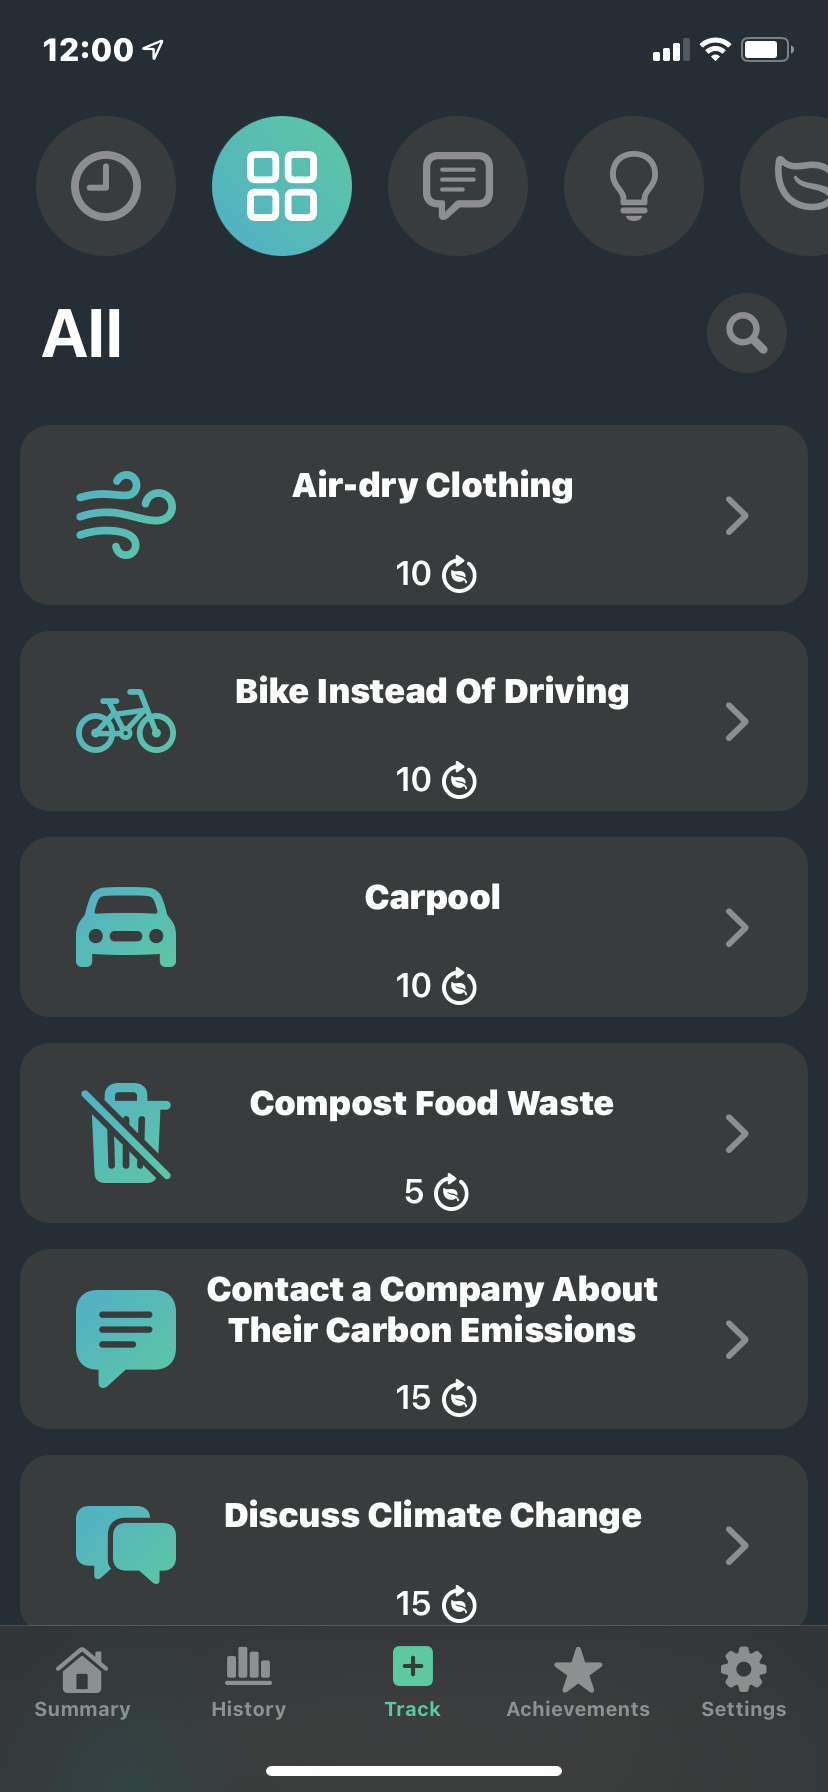 12:00
All
Air-dry Clothing
10
Bike Instead Of Driving
10
Carpool
10
Compost Food Waste
5
Contact a Company About
Their Carbon Emissions
15
Discuss Climate Change
15
Summary
History
Track
Achievements
Settings